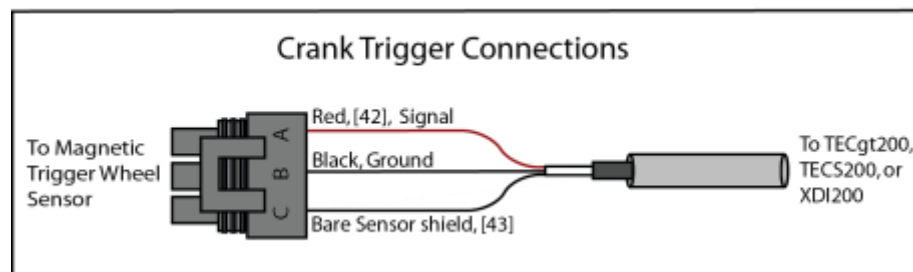 Crank Trigger Connections
Red, [42], Signal
To Magnetic
Trigger Wheel
Sensor
A
B
C
Black, Ground
Bare Sensor shield, [43]
To TECgt200,
TECS200, or
XDI200